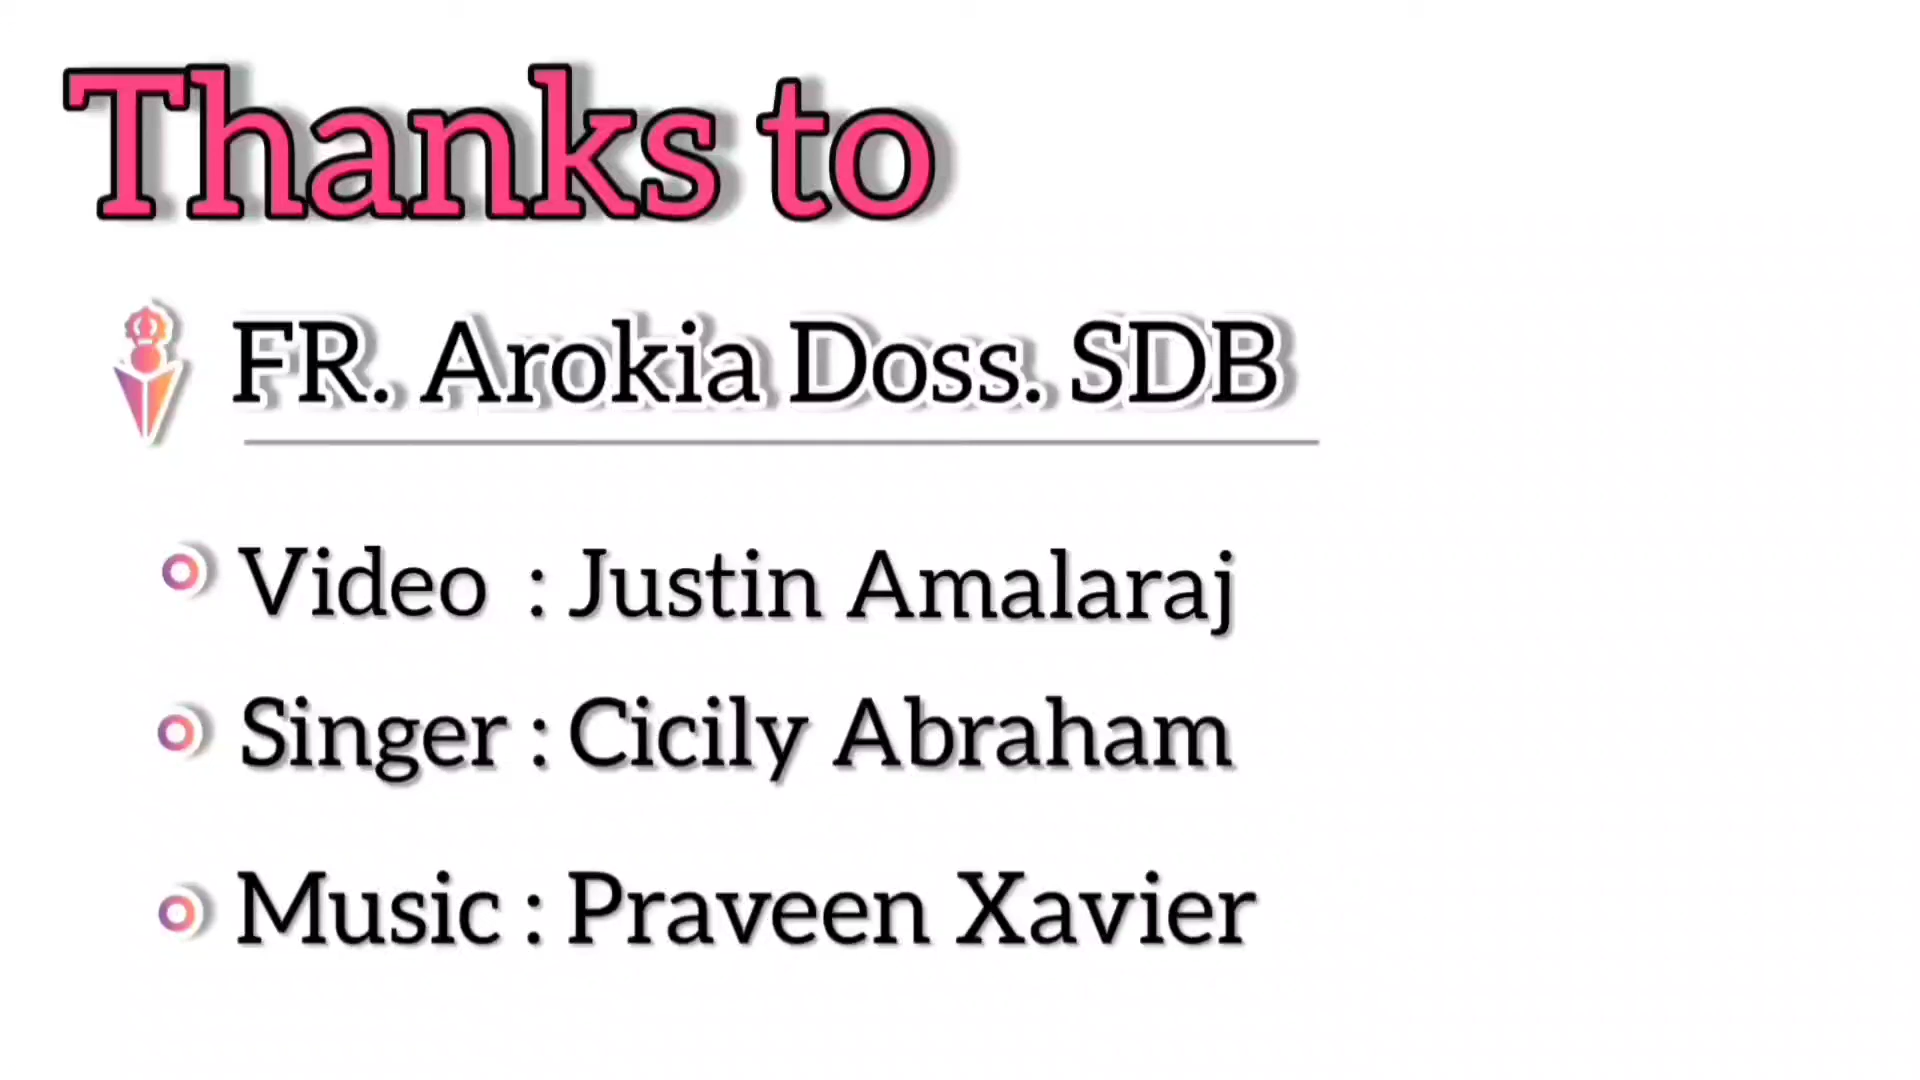 Thanks to
FR. Arokia Doss. SDB
Video : Justin Amalaraj
Singer : Cicily Abraham
Music : Praveen Xavier